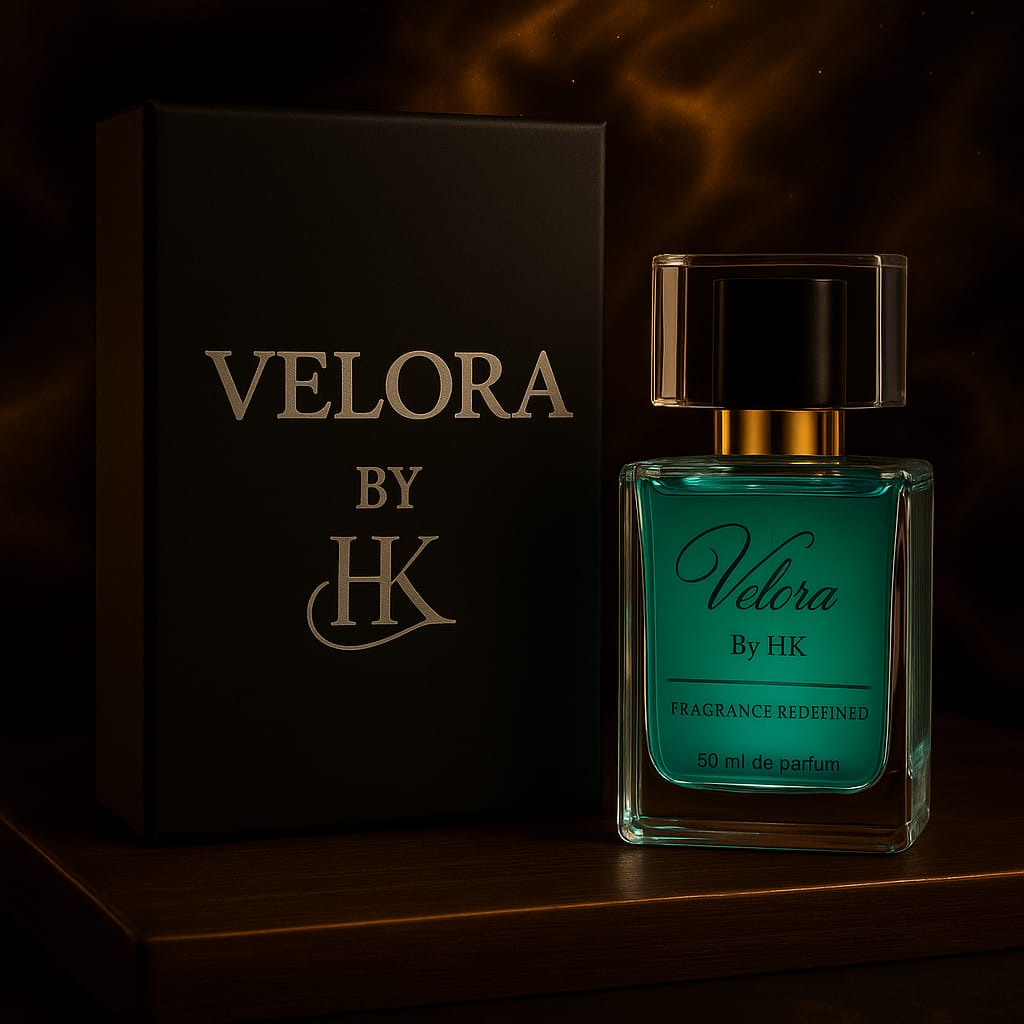 VELORA
BY
HK
Velora
By HK
FRAGRANCE REDEFINED
50 ml de parfum